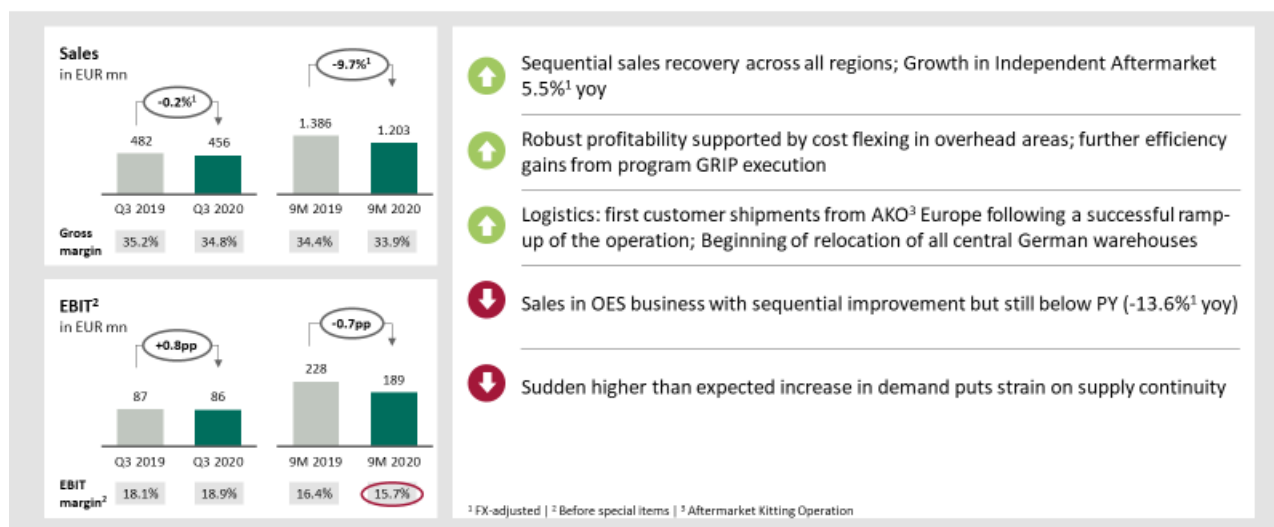 Sales
in EUR mn
-0.2%¹
-9.7%¹
482
456
1.386
1.203
Q3 2019
Q3 2020
9M 2019
9M 2020
Gross
margin
35.2%
34.8%
34.4%
33.9%
EBIT²
in EUR mn
+0.8pp
-0.7pp
87
86
228
189
Q3 2019
Q3 2020
9M 2019
9M 2020
EBIT
margin²
18.1%
18.9%
16.4%
15.7%
Sequential sales recovery across all regions; Growth in Independent Aftermarket
5.5%¹ yoy
Robust profitability supported by cost flexing in overhead areas; further efficiency
gains from program GRIP execution
Logistics: first customer shipments from AKO³ Europe following a successful ramp-
up of the operation; Beginning of relocation of all central German warehouses
Sales in OES business with sequential improvement but still below PY (-13.6%¹ yoy)
Sudden higher than expected increase in demand puts strain on supply continuity
¹ FX-adjusted | ² Before special items | ³ Aftermarket Kitting Operation